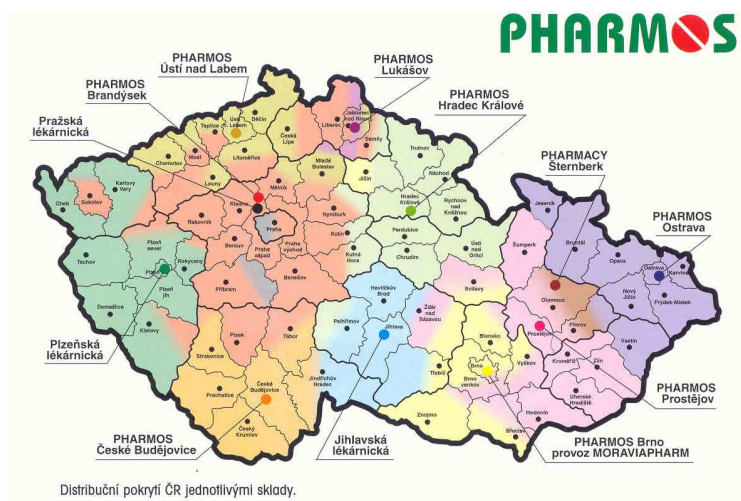 PHARMOS
PHARMOS
Ústí nad Labem
PHARMOS
Brandýsek
Pražská
lékárnická
PHARMOS
Lukášov
PHARMOS
Hradec Králové
PHARMACY
Šternberk
PHARMOS
Ostrava
Děčín
Ústí
Labem
Teplice
Most
Chomutov
Litoměřice
Louny
Česká
Lípa
Liberec
Jablonec
nad Nisou
Semily
Trutnov
Náchod
Jičín
Mladá
Boleslav
Mělník
Hradec
Králové
Rychnov
nad
Kněžnou
Karlovy
Vary
Sokolov
Cheb
Rakovník
Kladno
Praha
Nymburk
Kolín
Pardubice
Chrudim
Ústí
nad
Orlicí
Beroun
Praha
západ
Praha
východ
Kutná
Hora
Benešov
Příbram
Plzeň
sever
Plzeň
Rokycany
Plzeň
jih
Tachov
Domažlice
Klatovy
Jeseník
Bruntál
Opava
Ostrava
Karviná
Nový
Jičín
Frýdek-Místek
Šumperk
Olomouc
Přerov
Vsetín
Svitavy
Havlíčkův
Brod
Žďár
nad
Sázavou
Pelhřimov
Jihlava
Třebíč
Písek
Tábor
Strakonice
Prachatice
České
Budějovice
Český
Krumlov
Jindřichův
Hradec
Blansko
Brno
Brno
venkov
Vyškov
Prostějov
Kroměříž
Zlín
Uherské
Hradiště
Hodonín
Břeclav
Znojmo
Plzeňská
lékárnická
PHARMOS
České Budějovice
Jihlavská
lékárnická
PHARMOS
Prostějov
PHARMOS Brno
provoz MORAVIAPHARM
Distribuční pokrytí ČR jednotlivými sklady.